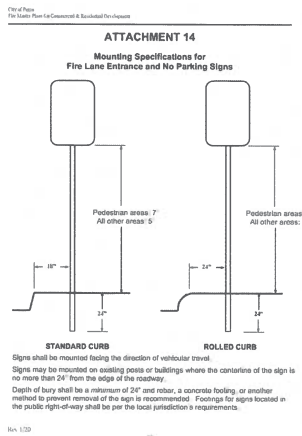 City of Perris
Fire Master Plans for Commercial & Residential Development
ATTACHMENT 14
Mounting Specifications for
Fire Lane Entrance and No Parking Signs
Pedestrian areas: 7'
All other areas: 5'
Pedestrian areas
All other areas:
18"
24"
24"
24"
STANDARD CURB
ROLLED CURB
Signs shall be mounted facing the direction of vehicular travel.
Signs may be mounted on existing posts or buildings where the centerline of the sign is
no more than 24" from the edge of the roadway.
Depth of bury shall be a minimum of 24" and rebar, a concrete footing, or another
method to prevent removal of the sign is recommended. Footings for signs located in
the public right-of-way shall be per the local jurisdiction's requirements.
Rev. 1/20